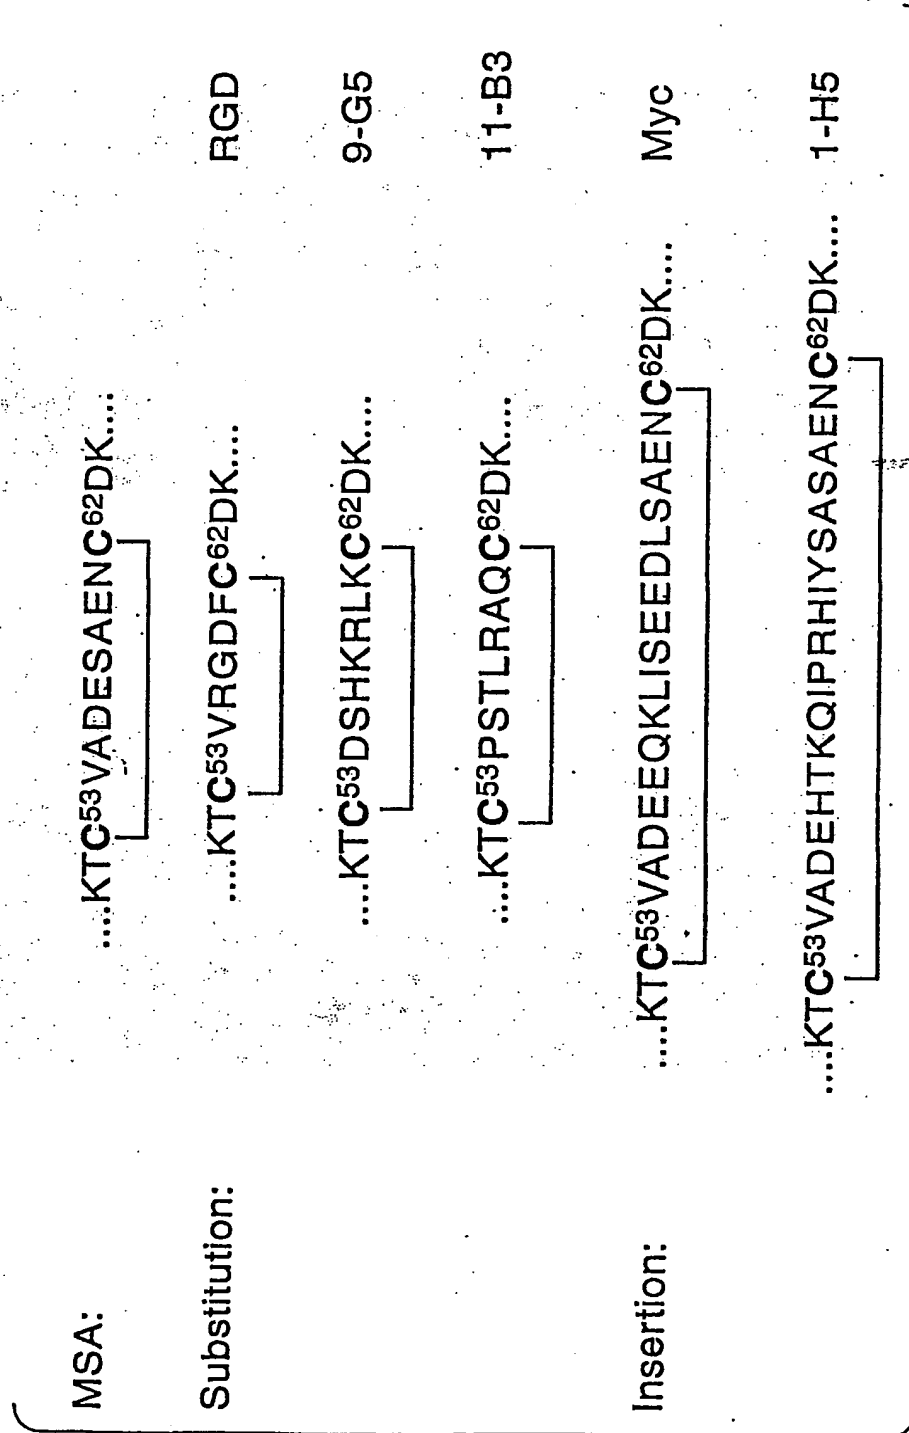 MSA: ....KTC⁵³VADESAENC⁶²DK....
Substitution: ....KTC⁵³VRGDFC⁶²DK.... RGD
....KTC⁵³DSHKRLKC⁶²DK.... 9-G5
....KTC⁵³PSTLRAQC⁶²DK.... 11-B3
Insertion: ....KTC⁵³VADEEQKLISEEDLSAENC⁶²DK.... Myc
....KTC⁵³VADEHTKQIPRHIYSASAENC⁶²DK.... 1-H5